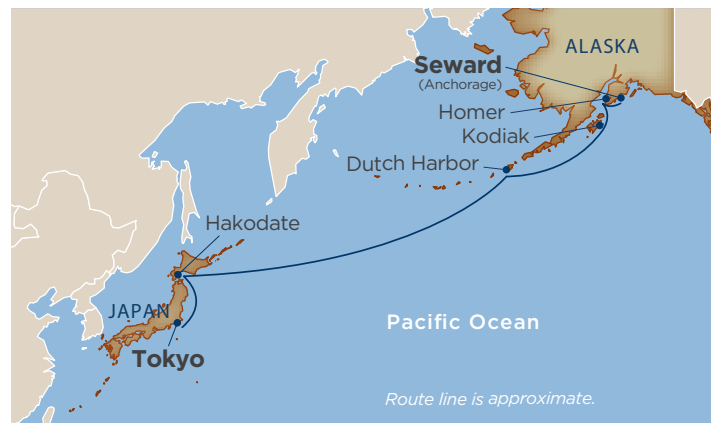 ALASKA
Seward
(Anchorage)
Homer
Kodiak
Dutch Harbor
Hakodate
JAPAN
Pacific Ocean
Tokyo
Route line is approximate.